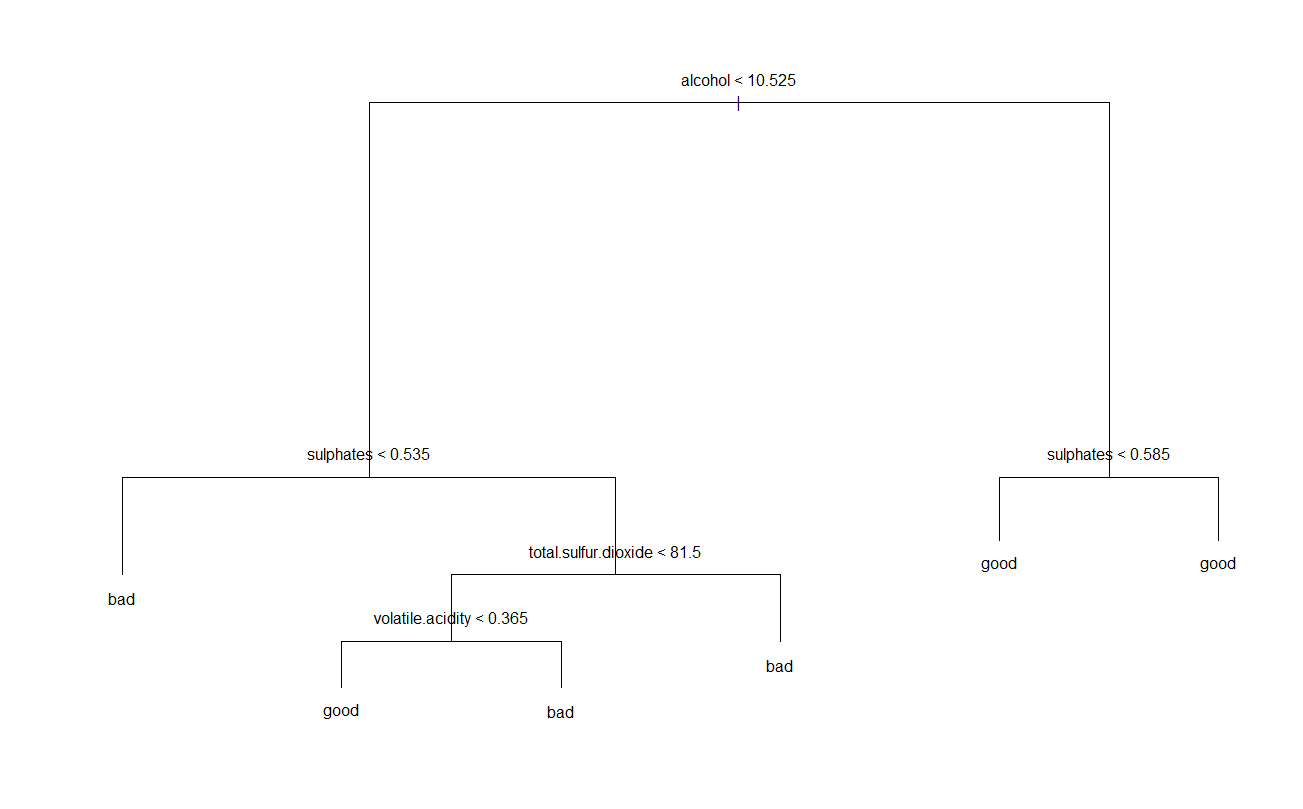 alcohol < 10.525
sulphates < 0.535
sulphates < 0.585
total.sulfur.dioxide < 81.5
good
good
bad
volatile.acidity < 0.365
bad
good
bad